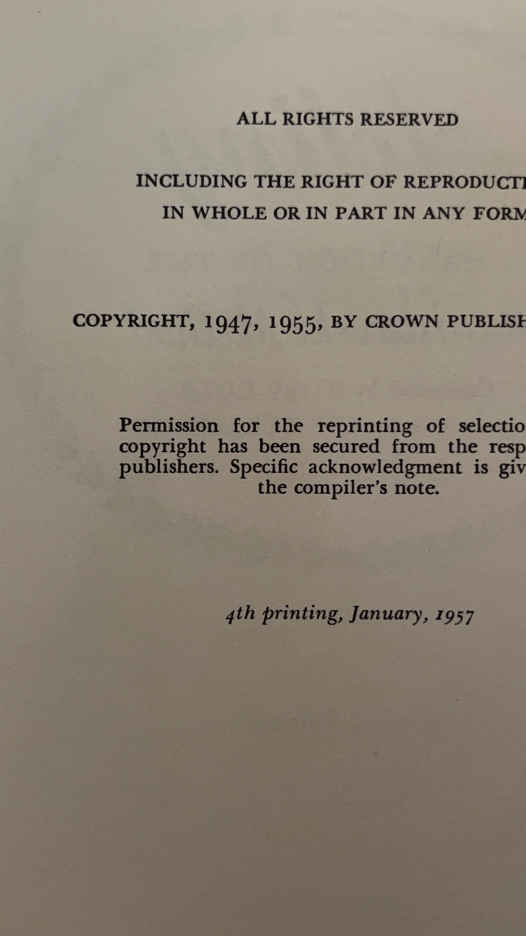 ALL RIGHTS RESERVED
INCLUDING THE RIGHT OF REPRODUCTI
IN WHOLE OR IN PART IN ANY FORM
COPYRIGHT, 1947, 1955, BY CROWN PUBLISH
Permission for the reprinting of selectio
copyright has been secured from the resp
publishers. Specific acknowledgment is giv
the compiler's note.
4th printing, January, 1957